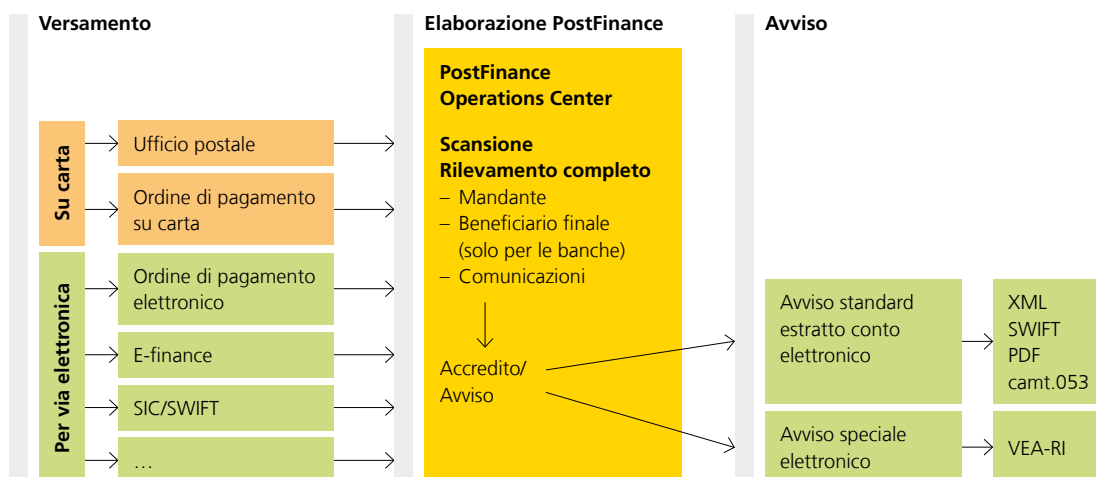 Versamento
Su carta
Ufficio postale
Ordine di pagamento
su carta
Per via elettronica
Ordine di pagamento
elettronico
E-finance
SIC/SWIFT
…
Elaborazione PostFinance
PostFinance
Operations Center
Scansione
Rilevamento completo
– Mandante
– Beneficiario finale
(solo per le banche)
– Comunicazioni
Accredito/
Avviso
Avviso
Avviso standard
estratto conto
elettronico
XML
SWIFT
PDF
camt.053
Avviso speciale
elettronico
VEA-RI